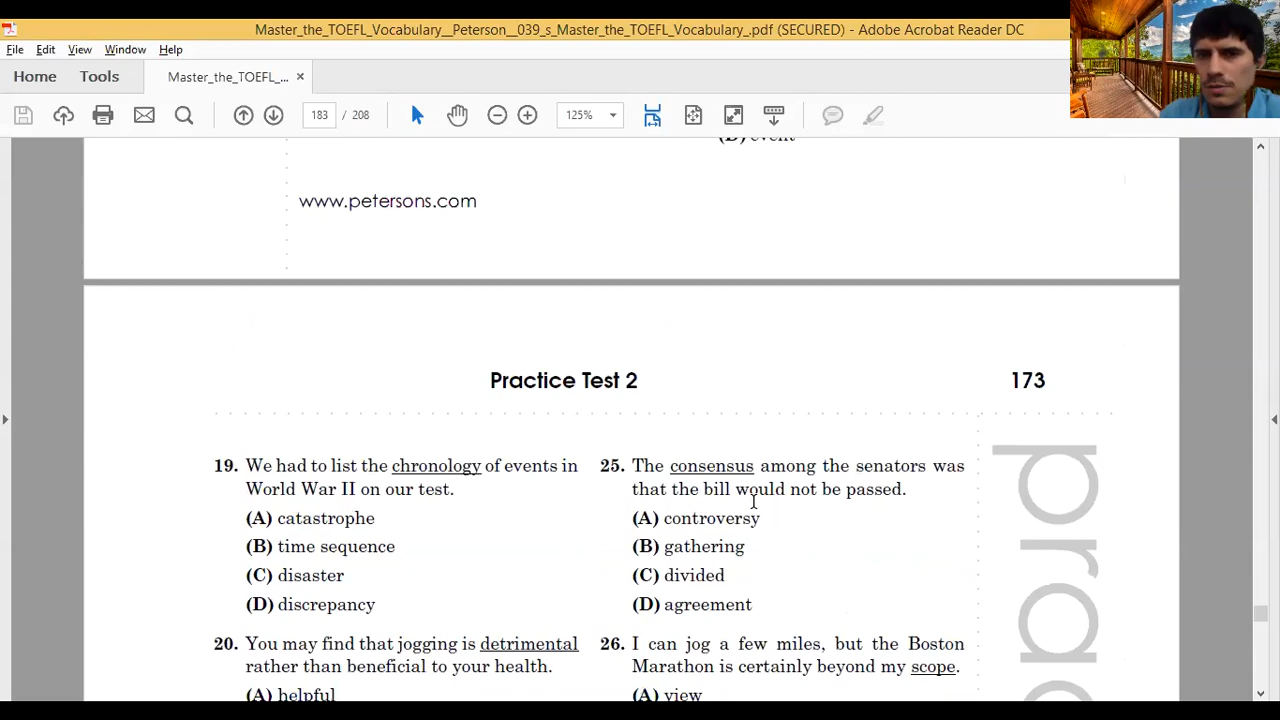 Master_the_TOEFL_Vocabulary__Peterson__039_s_Master_the_TOEFL_Vocabulary_.pdf (SECURED) - Adobe Acrobat Reader DC
File Edit View Window Help
Home Tools Master_the_TOEFL_... ×
183 / 208 125%
(D) event
www.petersons.com
Practice Test 2 173
19. We had to list the chronology of events in
World War II on our test.
(A) catastrophe
(B) time sequence
(C) disaster
(D) discrepancy
20. You may find that jogging is detrimental
rather than beneficial to your health.
(A) helpful
25. The consensus among the senators was
that the bill would not be passed.
(A) controversy
(B) gathering
(C) divided
(D) agreement
26. I can jog a few miles, but the Boston
Marathon is certainly beyond my scope.
(A) view
pra